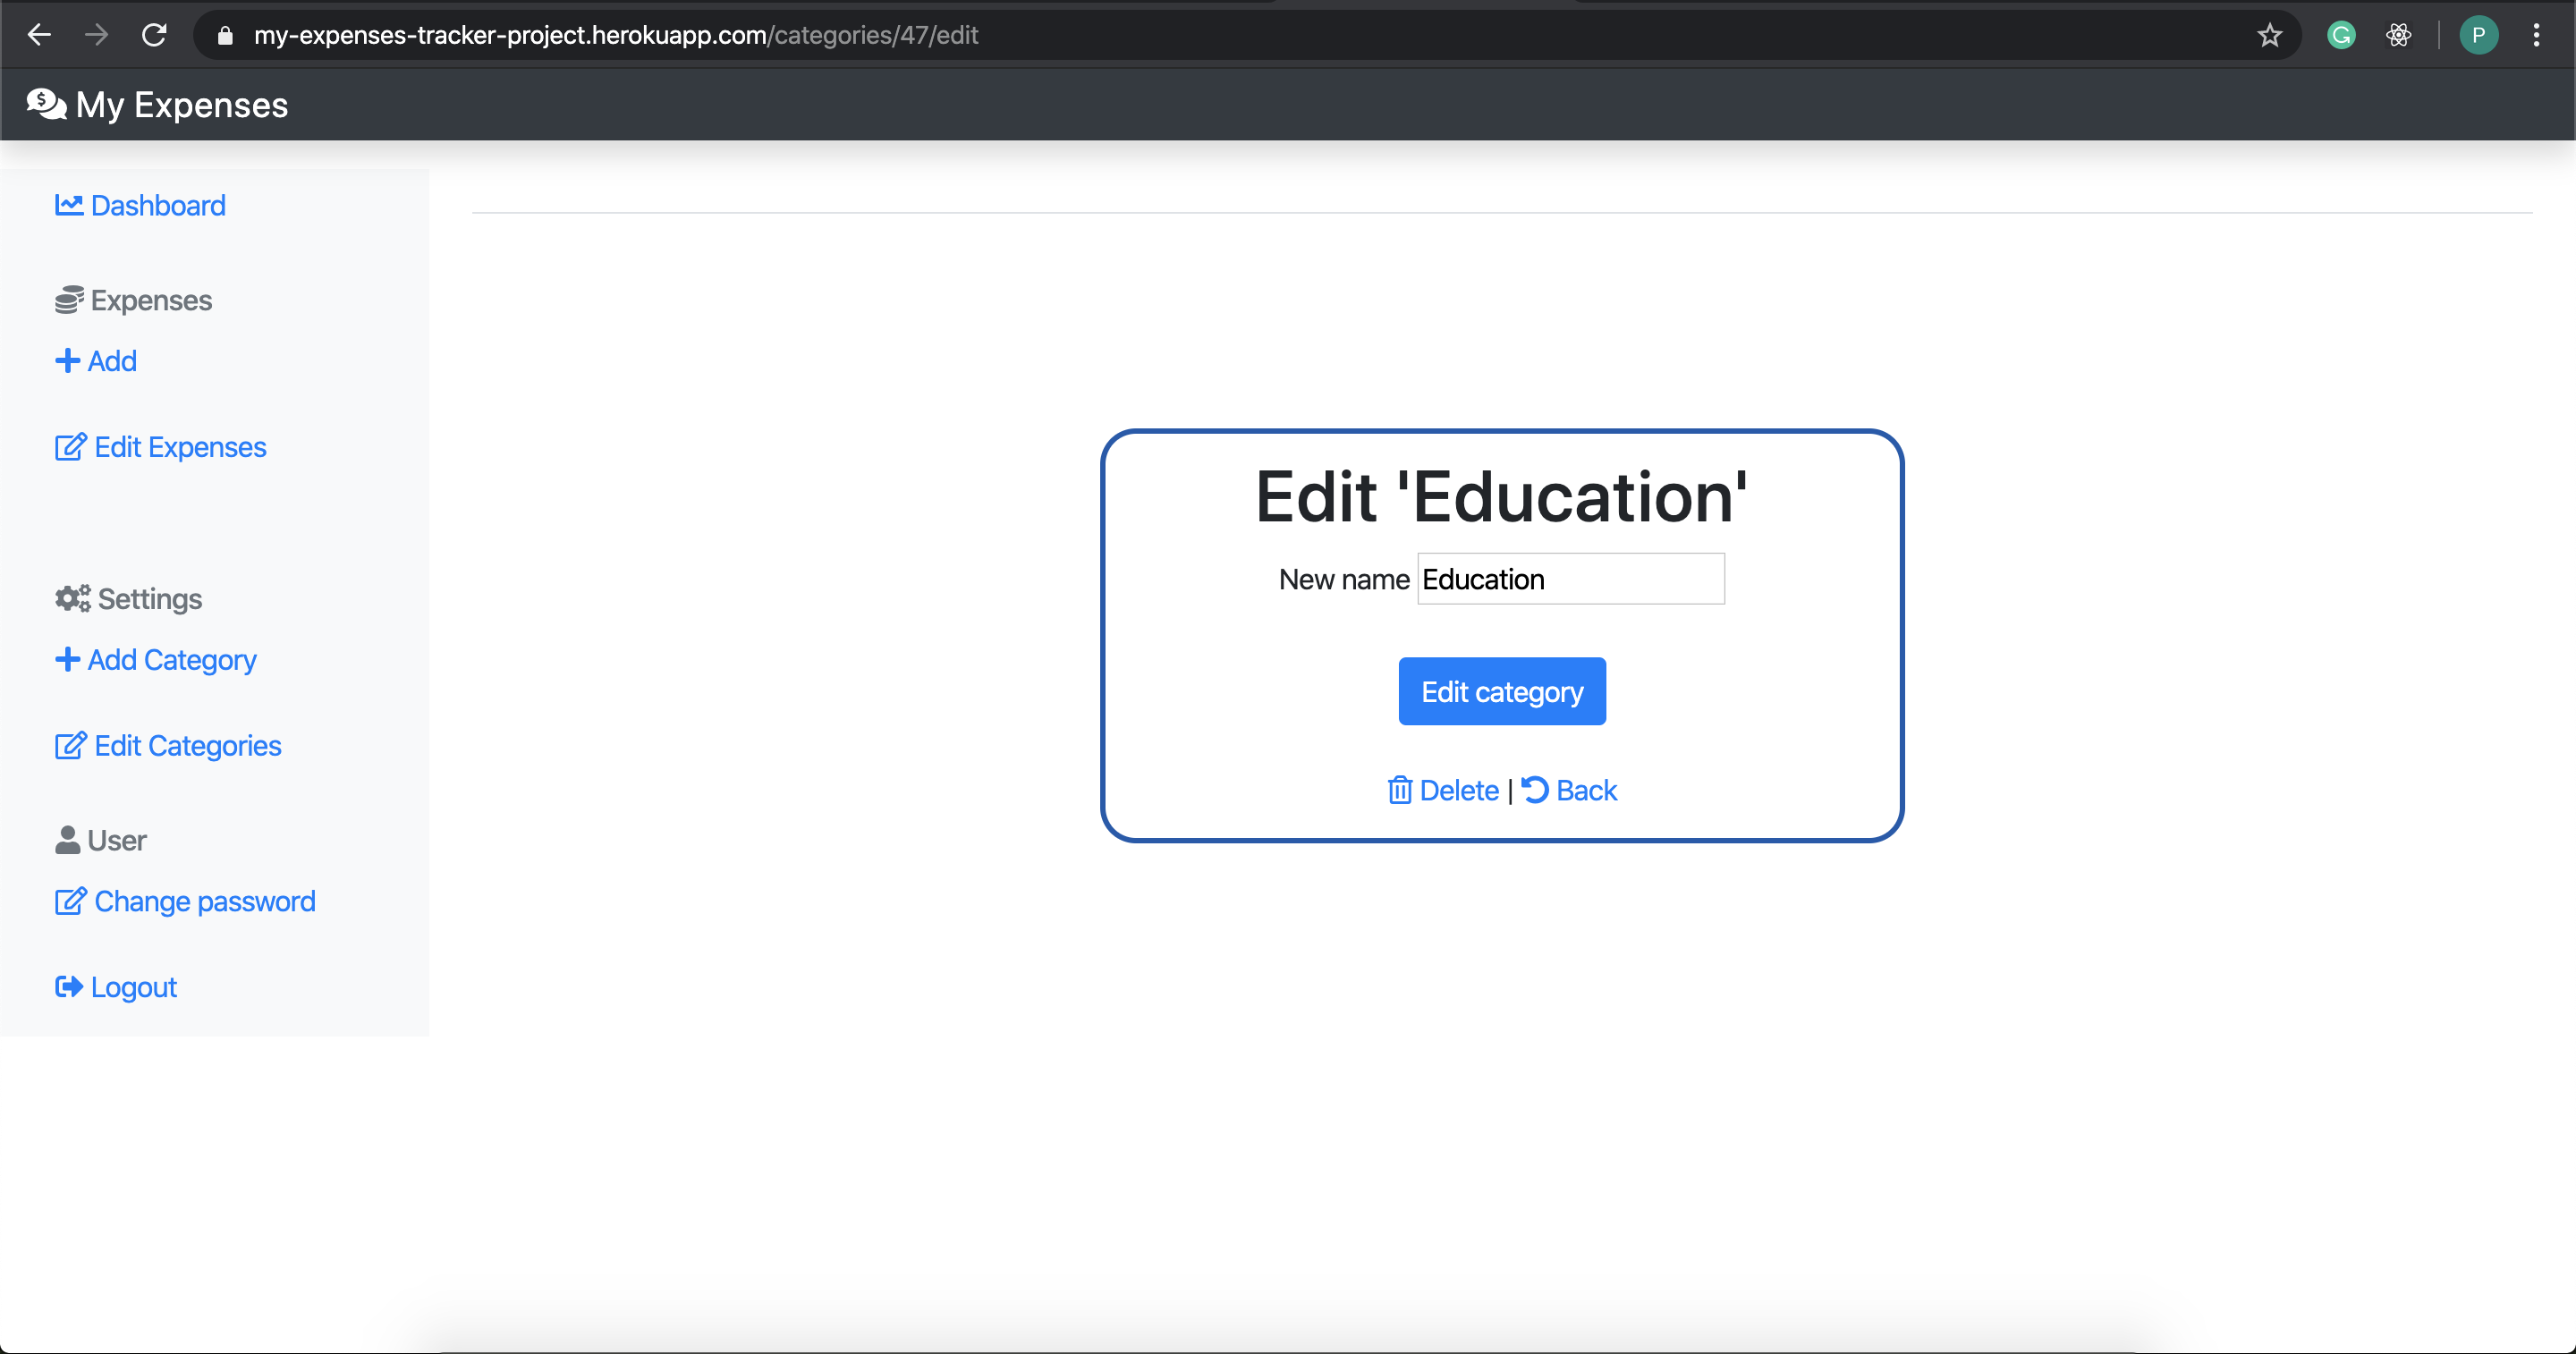 my-expenses-tracker-project.herokuapp.com/categories/47/edit
P
My Expenses
Dashboard
Expenses
Add
Edit Expenses
Settings
Add Category
Edit Categories
User
Change password
Logout
Edit 'Education'
New name Education
Edit category
Delete | Back